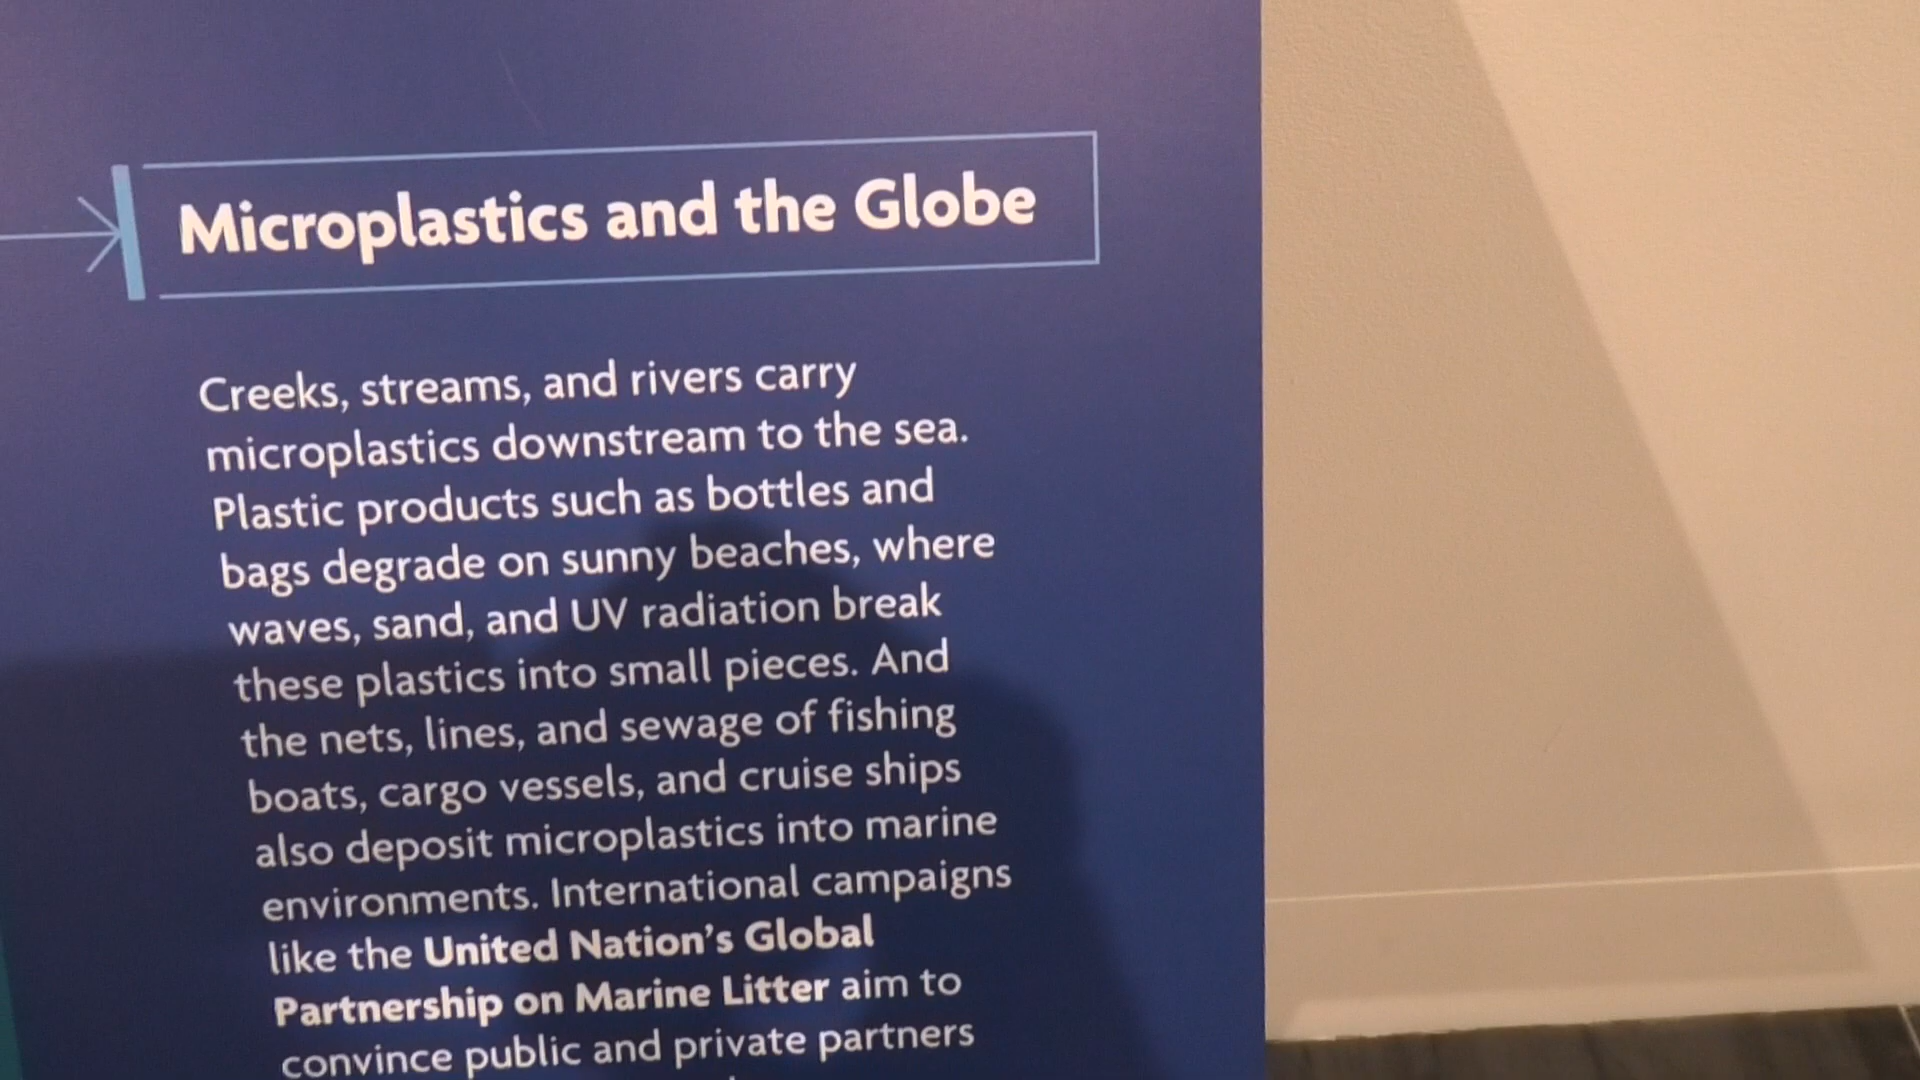 Microplastics and the Globe
Creeks, streams, and rivers carry
microplastics downstream to the sea.
Plastic products such as bottles and
bags degrade on sunny beaches, where
waves, sand, and UV radiation break
these plastics into small pieces. And
the nets, lines, and sewage of fishing
boats, cargo vessels, and cruise ships
also deposit microplastics into marine
environments. International campaigns
like the United Nation's Global
Partnership on Marine Litter aim to
convince public and private partners